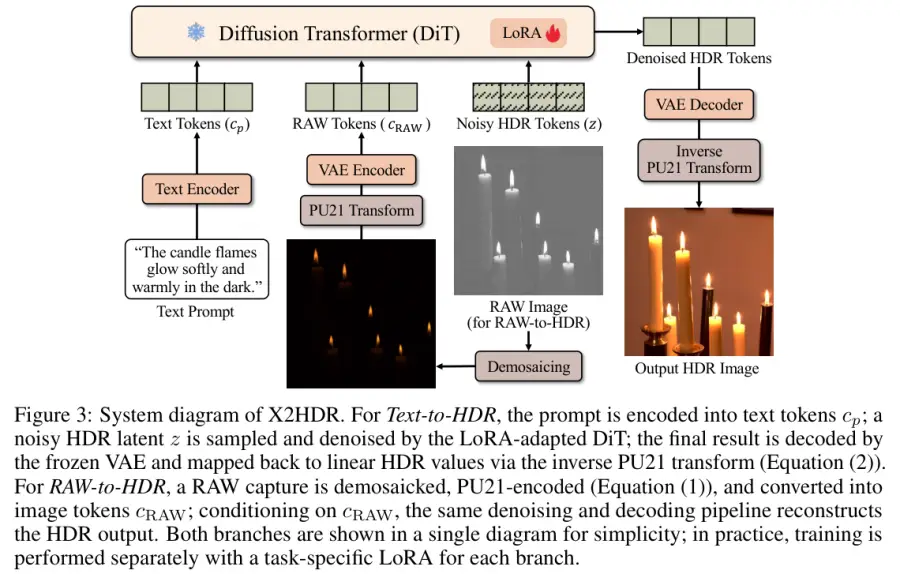 Diffusion Transformer (DiT)
LoRA
Denoised HDR Tokens
Text Tokens (cₚ)
RAW Tokens (c_RAW)
Noisy HDR Tokens (z)
VAE Decoder
Inverse
PU21 Transform
Text Encoder
VAE Encoder
PU21 Transform
“The candle flames
glow softly and
warmly in the dark.”
Text Prompt
RAW Image
(for RAW-to-HDR)
Demosaicing
Output HDR Image
Figure 3: System diagram of X2HDR. For Text-to-HDR, the prompt is encoded into text tokens cₚ; a
noisy HDR latent z is sampled and denoised by the LoRA-adapted DiT; the final result is decoded by
the frozen VAE and mapped back to linear HDR values via the inverse PU21 transform (Equation (2)).
For RAW-to-HDR, a RAW capture is demosaicked, PU21-encoded (Equation (1)), and converted into
image tokens c_RAW; conditioning on c_RAW, the same denoising and decoding pipeline reconstructs
the HDR output. Both branches are shown in a single diagram for simplicity; in practice, training is
performed separately with a task-specific LoRA for each branch.